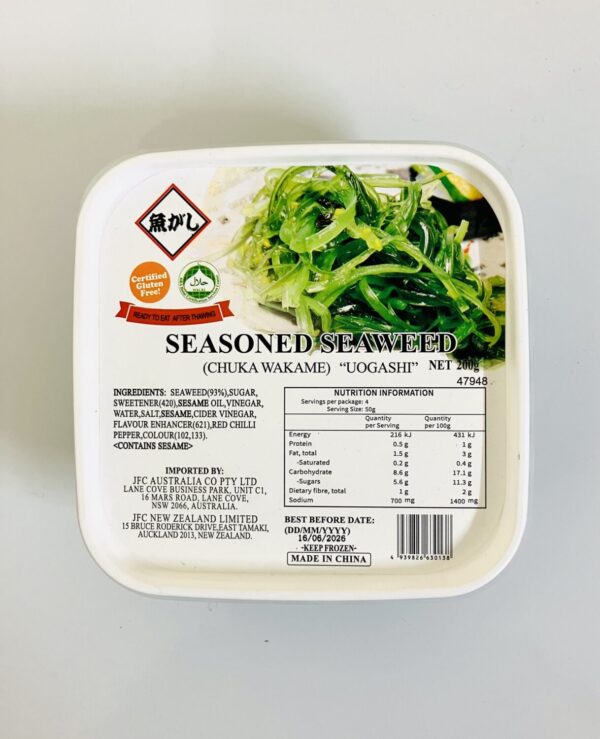 魚がし
Certified
Gluten
Free!
حلال
HALAL
READY TO EAT AFTER THAWING
SEASONED SEAWEED
(CHUKA WAKAME) “UOGASHI” NET 200g
47948
INGREDIENTS: SEAWEED(93%),SUGAR,
SWEETENER(420),SESAME OIL,VINEGAR,
WATER,SALT,SESAME,CIDER VINEGAR,
FLAVOUR ENHANCER(621),RED CHILLI
PEPPER,COLOUR(102,133).
<CONTAINS SESAME>
IMPORTED BY:
JFC AUSTRALIA CO PTY LTD
LANE COVE BUSINESS PARK, UNIT C1,
16 MARS ROAD, LANE COVE,
NSW 2066, AUSTRALIA.
JFC NEW ZEALAND LIMITED
15 BRUCE RODERICK DRIVE,EAST TAMAKI,
AUCKLAND 2013, NEW ZEALAND.
NUTRITION INFORMATION
Servings per package: 4
Serving Size: 50g
Quantity per Serving Quantity per 100g
Energy 216 kJ 431 kJ
Protein 0.5 g 1 g
Fat, total 1.5 g 3 g
-Saturated 0.2 g 0.4 g
Carbohydrate 8.6 g 17.1 g
-Sugars 5.6 g 11.3 g
Dietary fibre, total 1 g 2 g
Sodium 700 mg 1400 mg
BEST BEFORE DATE:
(DD/MM/YYYY)
16/06/2026
-KEEP FROZEN-
MADE IN CHINA
4 939826 630138